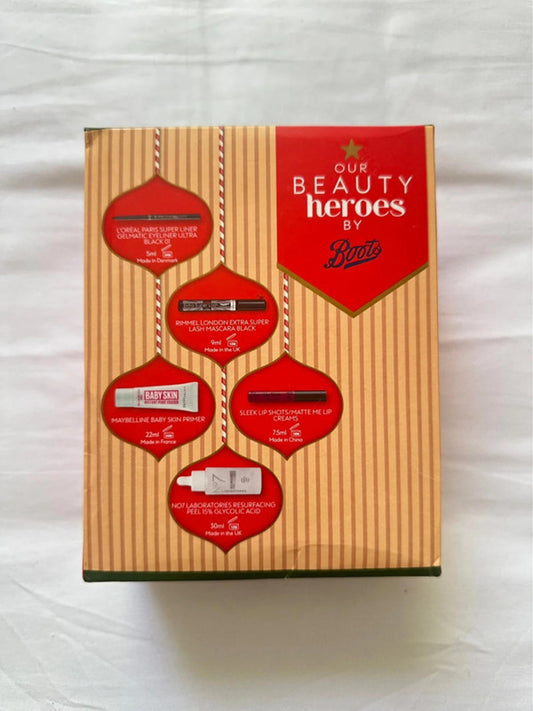 OUR
BEAUTY
heroes
BY
Boots
L'ORÉAL PARIS SUPER LINER
GELMATIC EYELINER ULTRA
BLACK 01
5ml
Made in Denmark
RIMMEL LONDON EXTRA SUPER
LASH MASCARA BLACK
9ml
Made in the UK
BABY SKIN
MAYBELLINE BABY SKIN PRIMER
22ml
Made in France
SLEEK LIP SHOTS/MATTE ME LIP
CREAMS
7.5ml
Made in China
No7
LABORATORIES
NO7 LABORATORIES RESURFACING
PEEL 15% GLYCOLIC ACID
30ml
Made in the UK